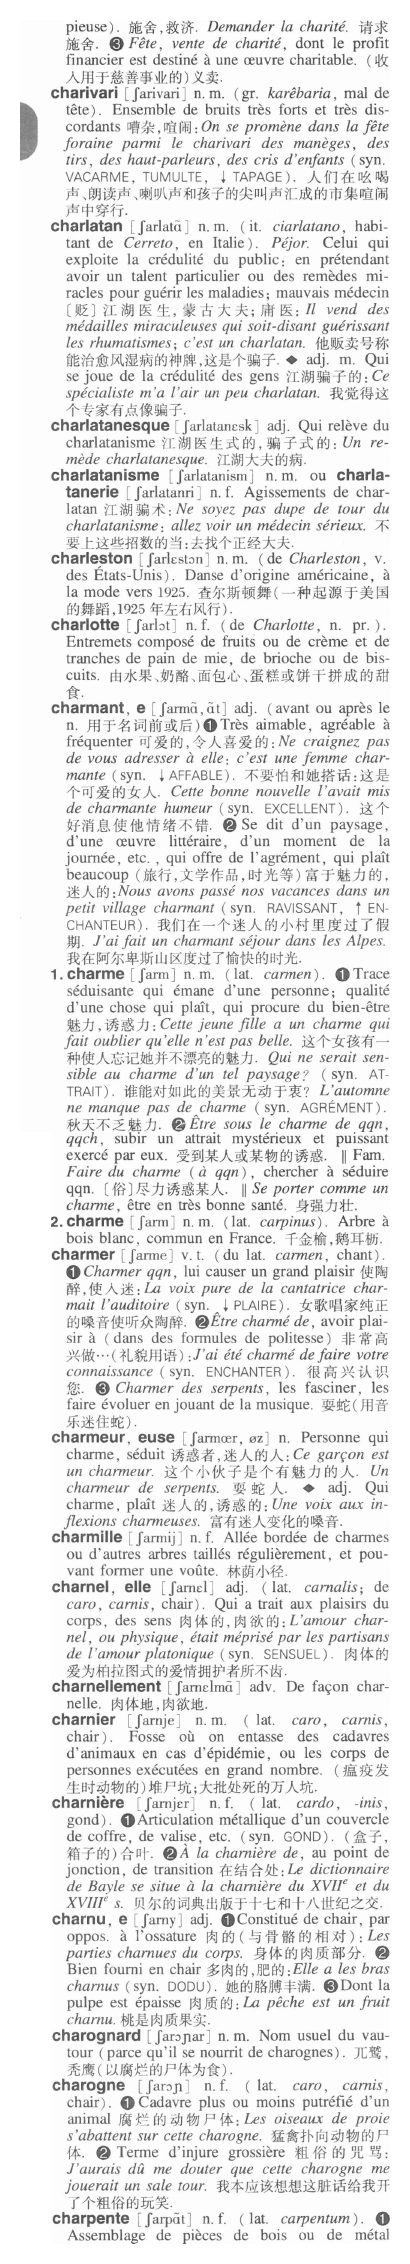 pieuse). 施舍,救济. Demander la charité. 请求
施舍. ❸ Fête, vente de charité, dont le profit
financier est destiné à une œuvre charitable. (收
入用于慈善事业的)义卖.
charivari [ʃarivari] n. m. (gr. karêbaria, mal de
tête). Ensemble de bruits très forts et très dis-
cordants 嘈杂,喧闹: On se promène dans la fête
foraine parmi le charivari des manèges, des
tirs, des haut-parleurs, des cris d'enfants (syn.
VACARME, TUMULTE, ↓ TAPAGE). 人们在吆喝
声、朗读声、喇叭声和孩子的尖叫声汇成的市集喧闹
声中穿行.
charlatan [ʃarlatɑ̃] n. m. (it. ciarlatano, habi-
tant de Cerreto, en Italie). Péjor. Celui qui
exploite la crédulité du public; en prétendant
avoir un talent particulier ou des remèdes mi-
racles pour guérir les maladies; mauvais médecin
〔贬〕江湖医生,蒙古大夫;庸医: Il vend des
médailles miraculeuses qui soit-disant guérissant
les rhumatismes; c'est un charlatan. 他贩卖号称
能治愈风湿病的神牌,这是个骗子. ◆ adj. m. Qui
se joue de la crédulité des gens 江湖骗子的: Ce
spécialiste m'a l'air un peu charlatan. 我觉得这
个专家有点像骗子.
charlatanesque [ʃarlatanɛsk] adj. Qui relève du
charlatanisme 江湖医生式的,骗子式的: Un re-
mède charlatanesque. 江湖大夫的病.
charlatanisme [ʃarlatanism] n. m. ou charla-
tanerie [ʃarlatanri] n. f. Agissements de char-
latan 江湖骗术: Ne soyez pas dupe de tour du
charlatanisme; allez voir un médecin sérieux. 不
要上这些招数的当:去找个正经大夫.
charleston [ʃarlɛstɔn] n. m. (de Charleston, v.
des États-Unis). Danse d'origine américaine, à
la mode vers 1925. 查尔斯顿舞(一种起源于美国
的舞蹈,1925 年左右风行).
charlotte [ʃarlɔt] n. f. (de Charlotte, n. pr.).
Entremets composé de fruits ou de crème et de
tranches de pain de mie, de brioche ou de bis-
cuits. 由水果、奶酪、面包心、蛋糕或饼干拼成的甜
食.
charmant, e [ʃarmɑ̃, ɑ̃t] adj. (avant ou après le
n. 用于名词前或后)❶Très aimable, agréable à
fréquenter 可爱的,令人喜爱的: Ne craignez pas
de vous adresser à elle; c'est une femme char-
mante (syn. ↓AFFABLE). 不要怕和她搭话:这是
个可爱的女人. Cette bonne nouvelle l'avait mis
de charmante humeur (syn. EXCELLENT). 这个
好消息使他情绪不错. ❷ Se dit d'un paysage,
d'une œuvre littéraire, d'un moment de la
journée, etc., qui offre de l'agrément, qui plaît
beaucoup (旅行,文学作品,时光等)富于魅力的,
迷人的: Nous avons passé nos vacances dans un
petit village charmant (syn. RAVISSANT, ↑ EN-
CHANTEUR). 我们在一个迷人的小村里度过了假
期. J'ai fait un charmant séjour dans les Alpes.
我在阿尔卑斯山区度过了愉快的时光.
1. charme [ʃarm] n. m. (lat. carmen). ❶ Trace
séduisante qui émane d'une personne; qualité
d'une chose qui plaît, qui procure du bien-être
魅力,诱惑力: Cette jeune fille a un charme qui
fait oublier qu'elle n'est pas belle. 这个女孩有一
种使人忘记她并不漂亮的魅力. Qui ne serait sen-
sible au charme d'un tel paysage? (syn. AT-
TRAIT). 谁能对如此的美景无动于衷? L'automne
ne manque pas de charme (syn. AGRÉMENT).
秋天不乏魅力. ❷ Être sous le charme de qqn,
qqch, subir un attrait mystérieux et puissant
exercé par eux. 受到某人或某物的诱惑. ‖ Fam.
Faire du charme (à qqn), chercher à séduire
qqn. 〔俗〕尽力诱惑某人. ‖ Se porter comme un
charme, être en très bonne santé. 身强力壮.
2. charme [ʃarm] n. m. (lat. carpinus). Arbre à
bois blanc, commun en France. 千金榆,鹅耳枥.
charmer [ʃarme] v. t. (du lat. carmen, chant).
❶ Charmer qqn, lui causer un grand plaisir 使陶
醉,使入迷: La voix pure de la cantatrice char-
mait l'auditoire (syn. ↓ PLAIRE). 女歌唱家纯正
的嗓音使听众陶醉. ❷Être charmé de, avoir plai-
sir à (dans des formules de politesse) 非常高
兴做…(礼貌用语): J'ai été charmé de faire votre
connaissance (syn. ENCHANTER). 很高兴认识
您. ❸ Charmer des serpents, les fasciner, les
faire évoluer en jouant de la musique. 耍蛇(用音
乐迷住蛇).
charmeur, euse [ʃarmœr, øz] n. Personne qui
charme, séduit 诱惑者,迷人的人: Ce garçon est
un charmeur. 这个小伙子是个有魅力的人. Un
charmeur de serpents. 耍蛇人. ◆ adj. Qui
charme, plaît 迷人的,诱惑的: Une voix aux in-
flexions charmeuses. 富有迷人变化的嗓音.
charmille [ʃarmij] n. f. Allée bordée de charmes
ou d'autres arbres taillés régulièrement, et pou-
vant former une voûte. 林荫小径.
charnel, elle [ʃarnɛl] adj. (lat. carnalis; de
caro, carnis, chair). Qui a trait aux plaisirs du
corps, des sens 肉体的,肉欲的: L'amour char-
nel, ou physique, était méprisé par les partisans
de l'amour platonique (syn. SENSUEL). 肉体的
爱为柏拉图式的爱情拥护者所不齿.
charnellement [ʃarnɛlmɑ̃] adv. De façon char-
nelle. 肉体地,肉欲地.
charnier [ʃarnje] n. m. (lat. caro, carnis,
chair). Fosse où on entasse des cadavres
d'animaux en cas d'épidémie, ou les corps de
personnes exécutées en grand nombre. (瘟疫发
生时动物的)堆尸坑;大批处死的万人坑.
charnière [ʃarnjɛr] n. f. (lat. cardo, -inis,
gond). ❶Articulation métallique d'un couvercle
de coffre, de valise, etc. (syn. GOND). (盒子,
箱子的)合叶. ❷À la charnière de, au point de
jonction, de transition 在结合处: Le dictionnaire
de Bayle se situe à la charnière du XVIIᵉ et du
XVIIIᵉ s. 贝尔的词典出版于十七和十八世纪之交.
charnu, e [ʃarny] adj. ❶Constitué de chair, par
oppos. à l'ossature 肉的(与骨骼的相对): Les
parties charnues du corps. 身体的肉质部分. ❷
Bien fourni en chair 多肉的,肥的: Elle a les bras
charnus (syn. DODU). 她的胳膊丰满. ❸Dont la
pulpe est épaisse 肉质的: La pêche est un fruit
charnu. 桃是肉质果实.
charognard [ʃarɔɲar] n. m. Nom usuel du vau-
tour (parce qu'il se nourrit de charognes). 兀鹫,
秃鹰(以腐烂的尸体为食).
charogne [ʃarɔɲ] n. f. (lat. caro, carnis,
chair). ❶ Cadavre plus ou moins putréfié d'un
animal 腐烂的动物尸体: Les oiseaux de proie
s'abattent sur cette charogne. 猛禽扑向动物的尸
体. ❷ Terme d'injure grossière 粗俗的咒骂:
J'aurais dû me douter que cette charogne me
jouerait un sale tour. 我本应该想想这脏话给我开
了个粗俗的玩笑.
charpente [ʃarpɑ̃t] n. f. (lat. carpentum). ❶
Assemblage de pièces de bois ou de métal